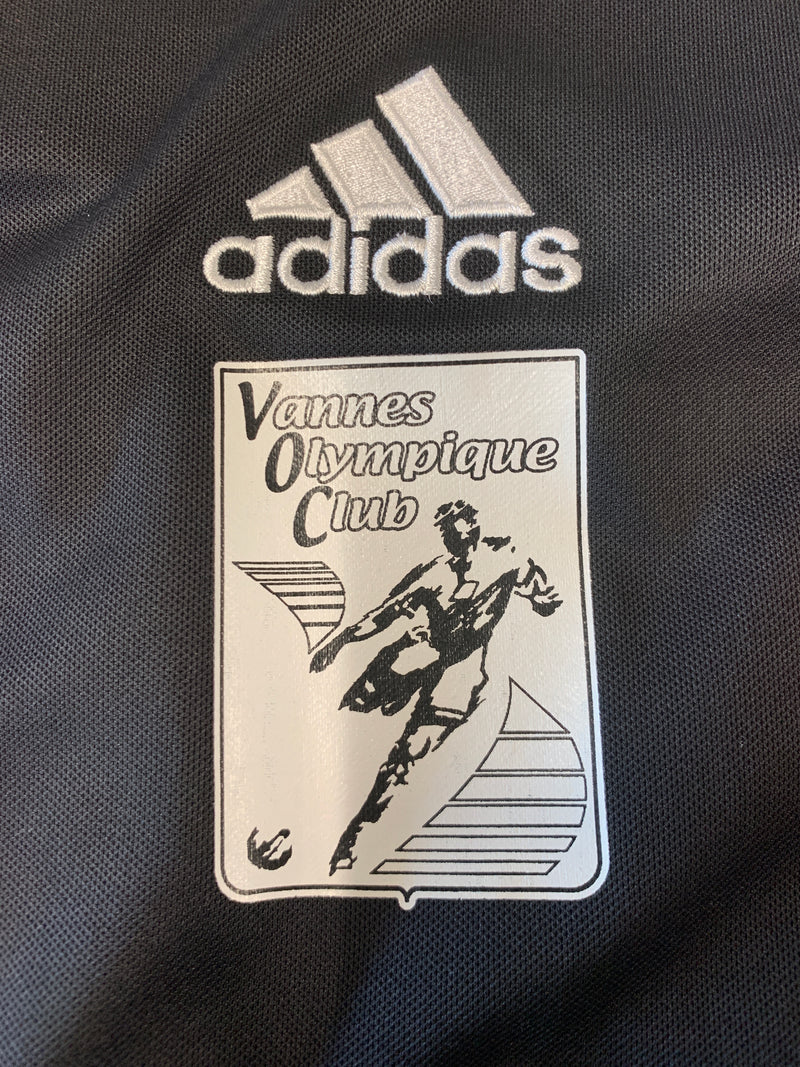 adidas
Vannes
Olympique
Club